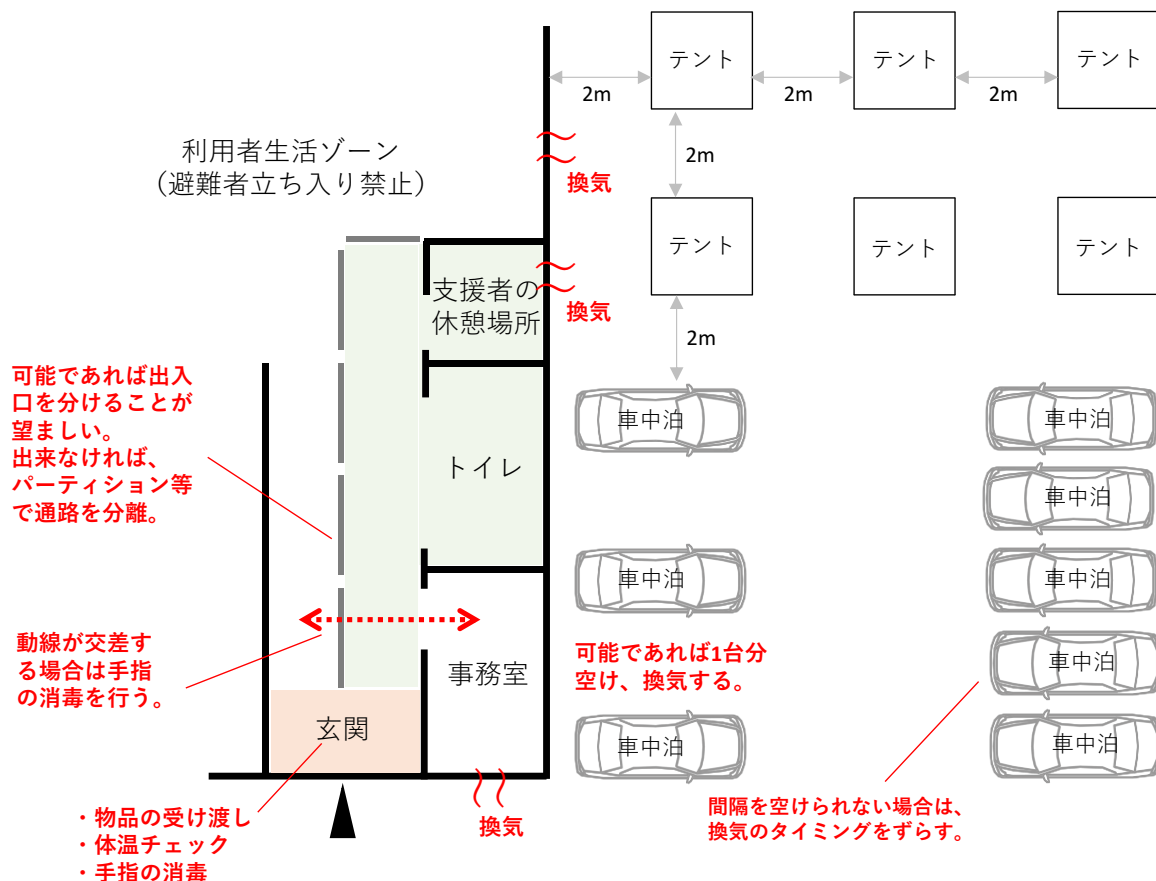 テント
テント
テント
2m
2m
2m
利用者生活ゾーン
（避難者立ち入り禁止）
換気
2m
テント
テント
テント
支援者の
休憩場所
換気
2m
可能であれば出入
口を分けることが
望ましい。
出来なければ、
パーティション等
で通路を分離。
車中泊
車中泊
トイレ
車中泊
車中泊
車中泊
動線が交差す
る場合は手指
の消毒を行う。
事務室
可能であれば1台分
空け、換気する。
車中泊
玄関
車中泊
車中泊
・物品の受け渡し
・体温チェック
・手指の消毒
換気
間隔を空けられない場合は、
換気のタイミングをずらす。